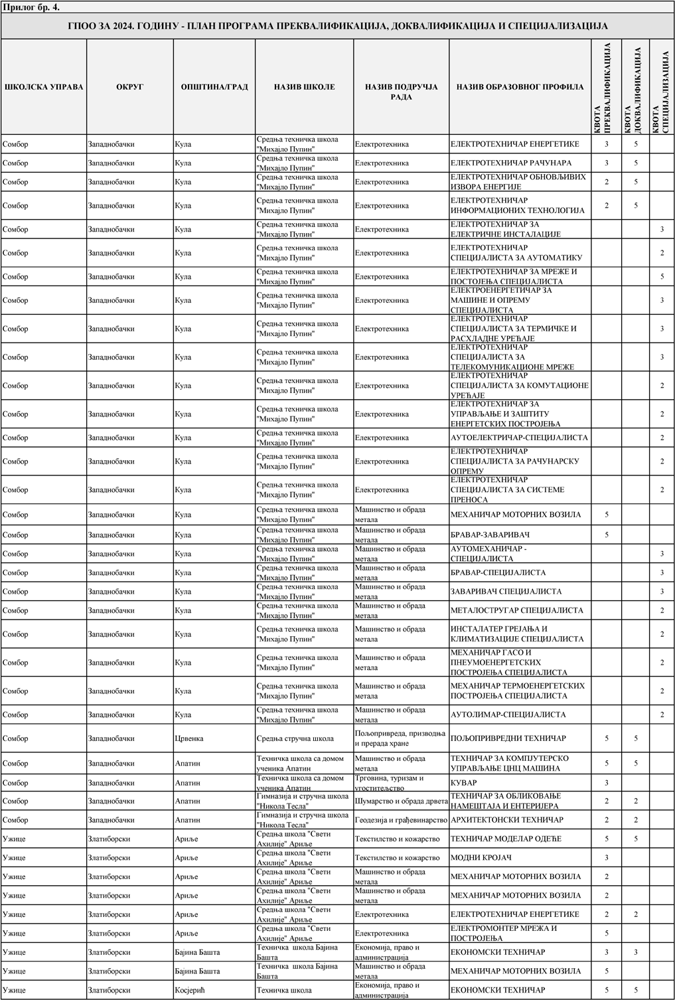 Прилог бр. 4.
ГПОО ЗА 2024. ГОДИНУ - ПЛАН ПРОГРАМА ПРЕКВАЛИФИКАЦИЈА, ДОКВАЛИФИКАЦИЈА И СПЕЦИЈАЛИЗАЦИЈА
ШКОЛСКА УПРАВА ОКРУГ ОПШТИНА/ГРАД НАЗИВ ШКОЛЕ НАЗИВ ПОДРУЧЈА РАДА НАЗИВ ОБРАЗОВНОГ ПРОФИЛА КВОТА ПРЕКВАЛИФИКАЦИЈА КВОТА ДОКВАЛИФИКАЦИЈА КВОТА СПЕЦИЈАЛИЗАЦИЈА
Сомбор Западнобачки Кула Средња техничка школа "Михајло Пупин" Електротехника ЕЛЕКТРОТЕХНИЧАР ЕНЕРГЕТИКЕ 3 5
Сомбор Западнобачки Кула Средња техничка школа "Михајло Пупин" Електротехника ЕЛЕКТРОТЕХНИЧАР РАЧУНАРА 3 5
Сомбор Западнобачки Кула Средња техничка школа "Михајло Пупин" Електротехника ЕЛЕКТРОТЕХНИЧАР ОБНОВЉИВИХ ИЗВОРА ЕНЕРГИЈЕ 2 5
Сомбор Западнобачки Кула Средња техничка школа "Михајло Пупин" Електротехника ЕЛЕКТРОТЕХНИЧАР ИНФОРМАЦИОНИХ ТЕХНОЛОГИЈА 2 5
Сомбор Западнобачки Кула Средња техничка школа "Михајло Пупин" Електротехника ЕЛЕКТРОТЕХНИЧАР ЗА ЕЛЕКТРИЧНЕ ИНСТАЛАЦИЈЕ 3
Сомбор Западнобачки Кула Средња техничка школа "Михајло Пупин" Електротехника ЕЛЕКТРОТЕХНИЧАР СПЕЦИЈАЛИСТА ЗА АУТОМАТИКУ 2
Сомбор Западнобачки Кула Средња техничка школа "Михајло Пупин" Електротехника ЕЛЕКТРОТЕХНИЧАР ЗА МРЕЖЕ И ПОСТОЈЕЊА СПЕЦИЈАЛИСТА 5
Сомбор Западнобачки Кула Средња техничка школа "Михајло Пупин" Електротехника ЕЛЕКТРОЕНЕРГЕТИЧАР ЗА МАШИНЕ И ОПРЕМУ СПЕЦИЈАЛИСТА 3
Сомбор Западнобачки Кула Средња техничка школа "Михајло Пупин" Електротехника ЕЛЕКТРОТЕХНИЧАР СПЕЦИЈАЛИСТА ЗА ТЕРМИЧКЕ И РАСХЛАДНЕ УРЕЂАЈЕ 3
Сомбор Западнобачки Кула Средња техничка школа "Михајло Пупин" Електротехника ЕЛЕКТРОТЕХНИЧАР СПЕЦИЈАЛИСТА ЗА ТЕЛЕКОМУНИКАЦИОНЕ МРЕЖЕ 3
Сомбор Западнобачки Кула Средња техничка школа "Михајло Пупин" Електротехника ЕЛЕКТРОТЕХНИЧАР СПЕЦИЈАЛИСТА ЗА КОМУТАЦИОНЕ УРЕЂАЈЕ 2
Сомбор Западнобачки Кула Средња техничка школа "Михајло Пупин" Електротехника ЕЛЕКТРОТЕХНИЧАР ЗА УПРАВЉАЊЕ И ЗАШТИТУ ЕНЕРГЕТСКИХ ПОСТРОЈЕЊА 2
Сомбор Западнобачки Кула Средња техничка школа "Михајло Пупин" Електротехника АУТОЕЛЕКТРИЧАР-СПЕЦИЈАЛИСТА 2
Сомбор Западнобачки Кула Средња техничка школа "Михајло Пупин" Електротехника ЕЛЕКТРОТЕХНИЧАР СПЕЦИЈАЛИСТА ЗА РАЧУНАРСКУ ОПРЕМУ 2
Сомбор Западнобачки Кула Средња техничка школа "Михајло Пупин" Електротехника ЕЛЕКТРОТЕХНИЧАР СПЕЦИЈАЛИСТА ЗА СИСТЕМЕ ПРЕНОСА 2
Сомбор Западнобачки Кула Средња техничка школа "Михајло Пупин" Машинство и обрада метала МЕХАНИЧАР МОТОРНИХ ВОЗИЛА 5
Сомбор Западнобачки Кула Средња техничка школа "Михајло Пупин" Машинство и обрада метала БРАВАР-ЗАВАРИВАЧ 5
Сомбор Западнобачки Кула Средња техничка школа "Михајло Пупин" Машинство и обрада метала АУТОМЕХАНИЧАР - СПЕЦИЈАЛИСТА 3
Сомбор Западнобачки Кула Средња техничка школа "Михајло Пупин" Машинство и обрада метала БРАВАР-СПЕЦИЈАЛИСТА 3
Сомбор Западнобачки Кула Средња техничка школа "Михајло Пупин" Машинство и обрада метала ЗАВАРИВАЧ СПЕЦИЈАЛИСТА 3
Сомбор Западнобачки Кула Средња техничка школа "Михајло Пупин" Машинство и обрада метала МЕТАЛОСТРУГАР СПЕЦИЈАЛИСТА 2
Сомбор Западнобачки Кула Средња техничка школа "Михајло Пупин" Машинство и обрада метала ИНСТАЛАТЕР ГРЕЈАЊА И КЛИМАТИЗАЦИЈЕ СПЕЦИЈАЛИСТА 2
Сомбор Западнобачки Кула Средња техничка школа "Михајло Пупин" Машинство и обрада метала МЕХАНИЧАР ГАСО И ПНЕУМОЕНЕРГЕТСКИХ ПОСТРОЈЕЊА СПЕЦИЈАЛИСТА 2
Сомбор Западнобачки Кула Средња техничка школа "Михајло Пупин" Машинство и обрада метала МЕХАНИЧАР ТЕРМОЕНЕРГЕТСКИХ ПОСТРОЈЕЊА СПЕЦИЈАЛИСТА 2
Сомбор Западнобачки Кула Средња техничка школа "Михајло Пупин" Машинство и обрада метала АУТОЛИМАР-СПЕЦИЈАЛИСТА 2
Сомбор Западнобачки Црвенка Средња стручна школа Пољопривреда, призводња и прерада хране ПОЉОПРИВРЕДНИ ТЕХНИЧАР 5 5
Сомбор Западнобачки Апатин Техничка школа са домом ученика Апатин Машинство и обрада метала ТЕХНИЧАР ЗА КОМПЈУТЕРСКО УПРАВЉАЊЕ ЦНЦ МАШИНА 5 5
Сомбор Западнобачки Апатин Техничка школа са домом ученика Апатин Трговина, туризам и угоститељство КУВАР 3
Сомбор Западнобачки Апатин Гимназија и стручна школа "Никола Тесла" Шумарство и обрада дрвета ТЕХНИЧАР ЗА ОБЛИКОВАЊЕ НАМЕШТАЈА И ЕНТЕРИЈЕРА 2 2
Сомбор Западнобачки Апатин Гимназија и стручна школа "Никола Тесла" Геодезија и грађевинарство АРХИТЕКТОНСКИ ТЕХНИЧАР 2 2
Ужице Златиборски Ариље Средња школа "Свети Ахилије" Ариље Текстилство и кожарство ТЕХНИЧАР МОДЕЛАР ОДЕЋЕ 5 5
Ужице Златиборски Ариље Средња школа "Свети Ахилије" Ариље Текстилство и кожарство МОДНИ КРОЈАЧ 3
Ужице Златиборски Ариље Средња школа "Свети Ахилије" Ариље Машинство и обрада метала МЕХАНИЧАР МОТОРНИХ ВОЗИЛА 2
Ужице Златиборски Ариље Средња школа "Свети Ахилије" Ариље Машинство и обрада метала МЕХАНИЧАР МОТОРНИХ ВОЗИЛА 2
Ужице Златиборски Ариље Средња школа "Свети Ахилије" Ариље Електротехника ЕЛЕКТРОТЕХНИЧАР ЕНЕРГЕТИКЕ 2 2
Ужице Златиборски Ариље Средња школа "Свети Ахилије" Ариље Електротехника ЕЛЕКТРОМОНТЕР МРЕЖА И ПОСТРОЈЕЊА 5
Ужице Златиборски Бајина Башта Техничка школа Бајина Башта Економија, право и администрација ЕКОНОМСКИ ТЕХНИЧАР 3 3
Ужице Златиборски Бајина Башта Техничка школа Бајина Башта Машинство и обрада метала МЕХАНИЧАР МОТОРНИХ ВОЗИЛА 5
Ужице Златиборски Косјерић Техничка школа Економија, право и администрација ЕКОНОМСКИ ТЕХНИЧАР 5 5